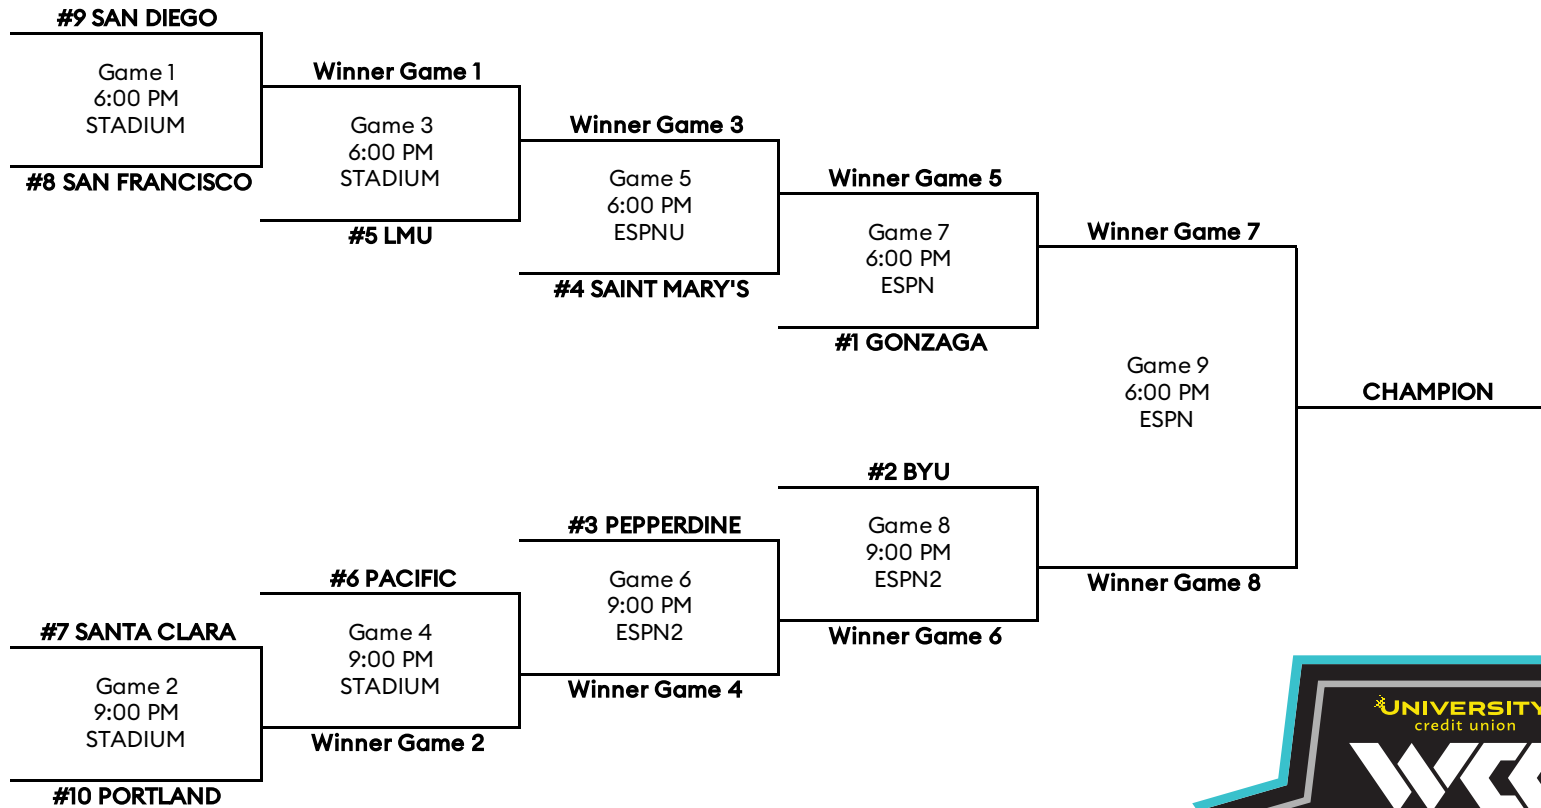 #9 SAN DIEGO
Game 1
6:00 PM
STADIUM
#8 SAN FRANCISCO
Winner Game 1
Game 3
6:00 PM
STADIUM
#5 LMU
Winner Game 3
Game 5
6:00 PM
ESPNU
#4 SAINT MARY'S
Winner Game 5
Game 7
6:00 PM
ESPN
#1 GONZAGA
Winner Game 7
Game 9
6:00 PM
ESPN
CHAMPION
#2 BYU
Game 8
9:00 PM
ESPN2
Winner Game 8
#3 PEPPERDINE
Game 6
9:00 PM
ESPN2
Winner Game 6
#6 PACIFIC
Game 4
9:00 PM
STADIUM
Winner Game 4
#7 SANTA CLARA
Game 2
9:00 PM
STADIUM
Winner Game 2
#10 PORTLAND
UNIVERSITY
credit union
WCC